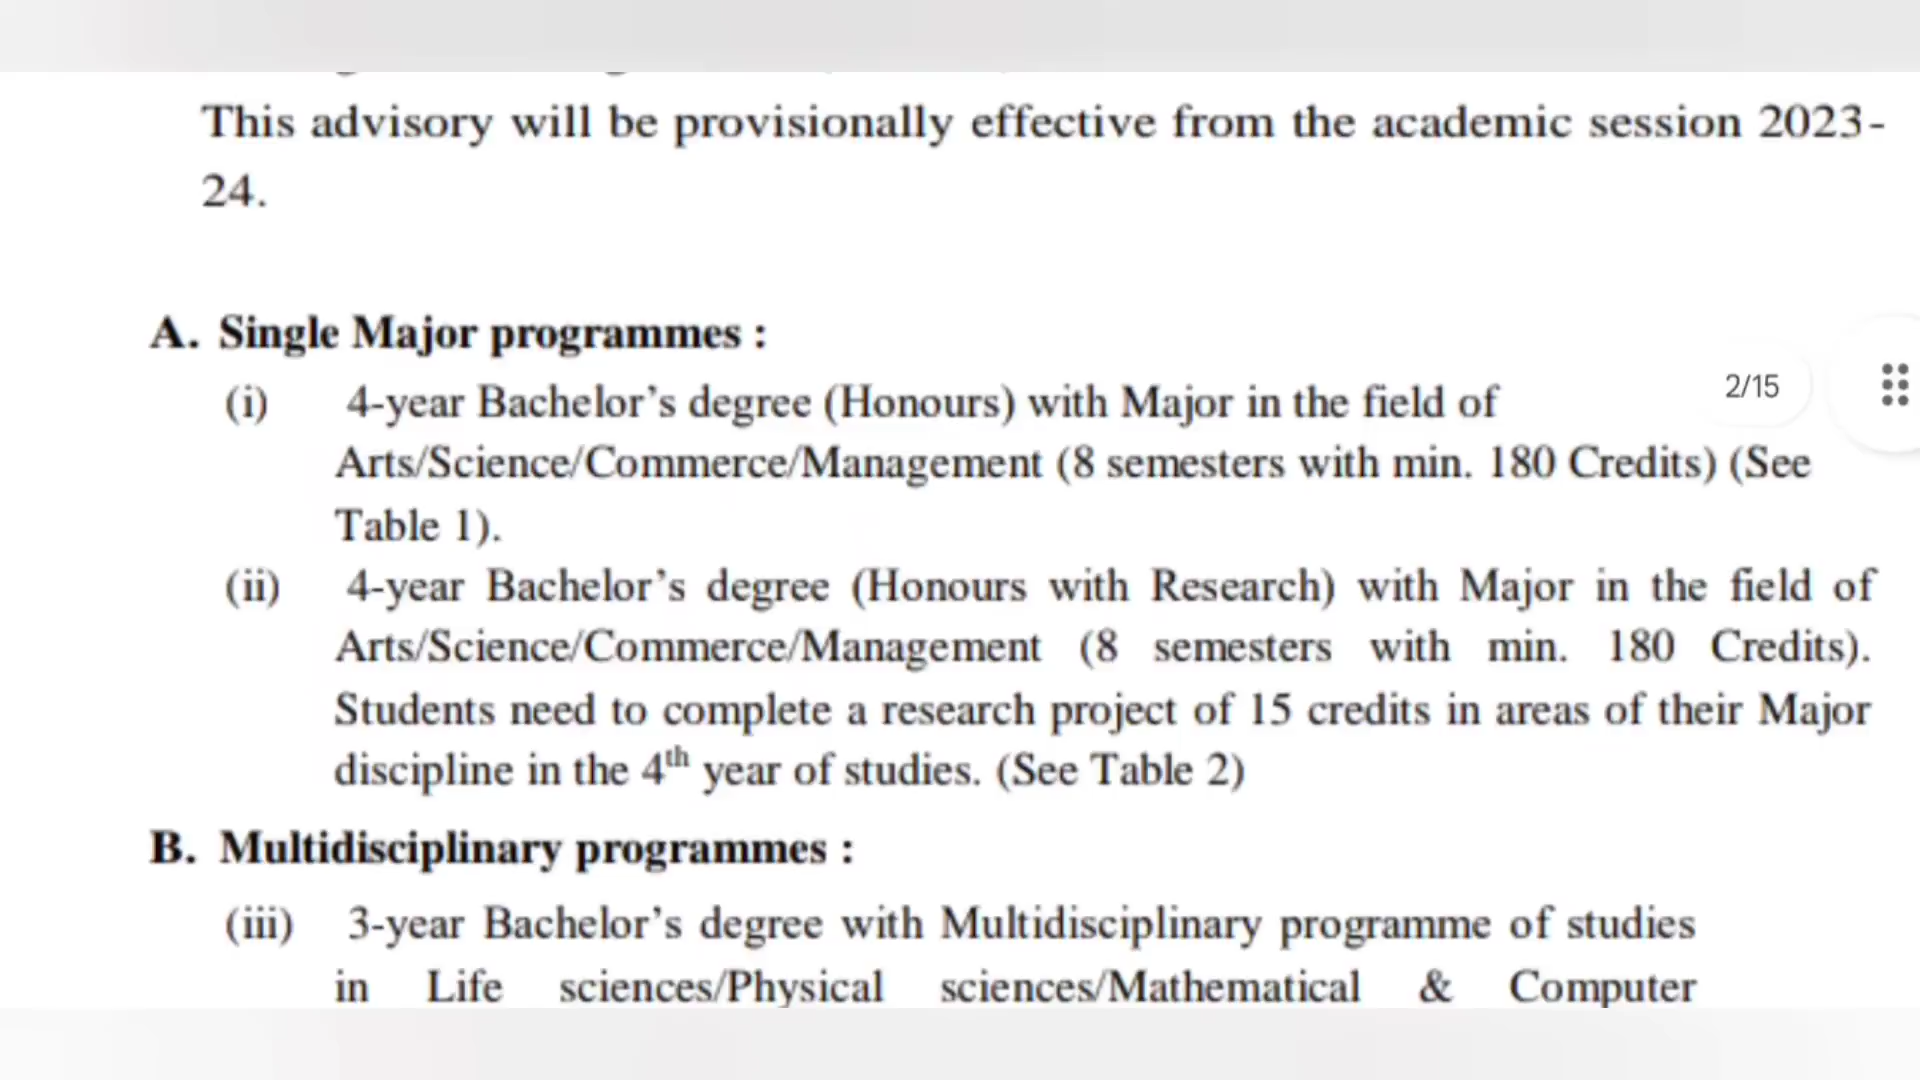 This advisory will be provisionally effective from the academic session 2023-
24.
A. Single Major programmes :
(i) 4-year Bachelor's degree (Honours) with Major in the field of
2/15
Arts/Science/Commerce/Management (8 semesters with min. 180 Credits) (See
Table 1).
(ii) 4-year Bachelor's degree (Honours with Research) with Major in the field of
Arts/Science/Commerce/Management (8 semesters with min. 180 Credits).
Students need to complete a research project of 15 credits in areas of their Major
discipline in the 4th year of studies. (See Table 2)
B. Multidisciplinary programmes :
(iii) 3-year Bachelor's degree with Multidisciplinary programme of studies
in Life sciences/Physical sciences/Mathematical & Computer